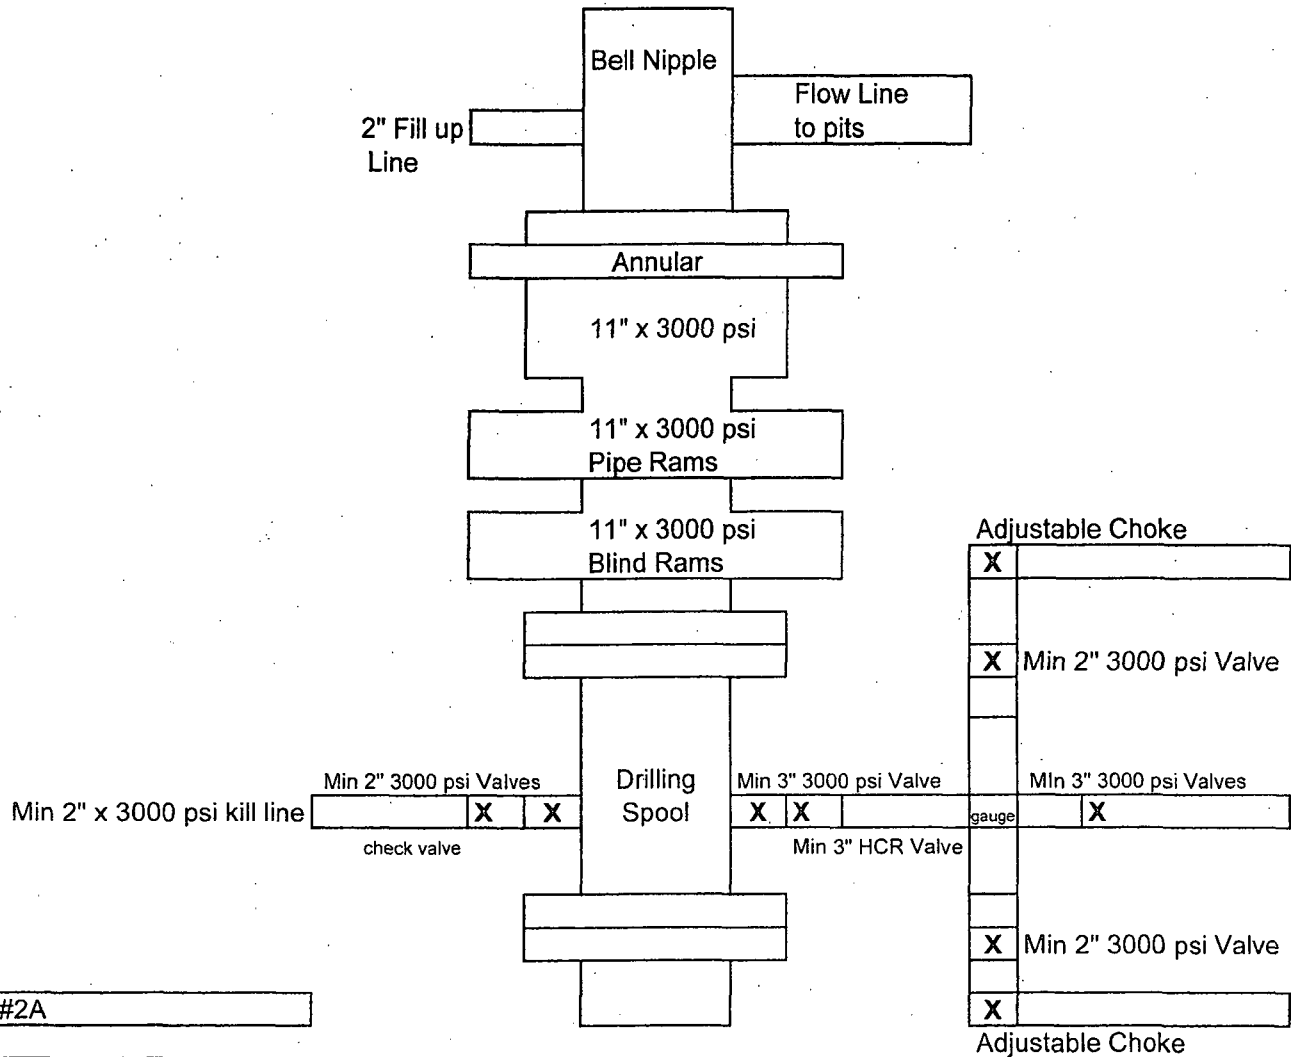 Bell Nipple
Flow Line
to pits
2" Fill up
Line
Annular
11" x 3000 psi
11" x 3000 psi
Pipe Rams
11" x 3000 psi
Blind Rams
Adjustable Choke
X
X Min 2" 3000 psi Valve
Min 2" 3000 psi Valves
Drilling
Spool
Min 3" 3000 psi Valve
MIn 3" 3000 psi Valves
Min 2" x 3000 psi kill line
X X
X X
gauge
X
check valve
Min 3" HCR Valve
X Min 2" 3000 psi Valve
#2A
X
Adjustable Choke